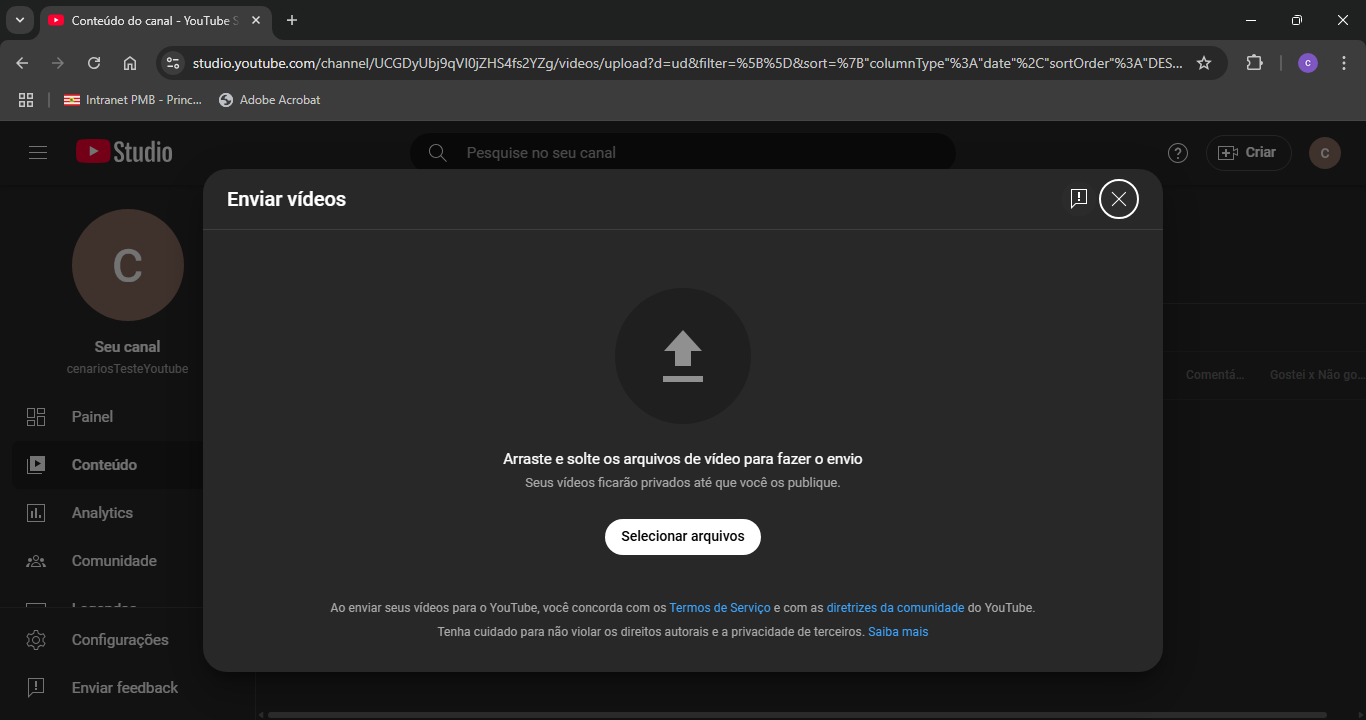 Conteúdo do canal - YouTube S
studio.youtube.com/channel/UCGDyUbj9qVI0jZHS4fs2YZg/videos/upload?d=ud&filter=%5B%5D&sort=%7B"columnType"%3A"date"%2C"sortOrder"%3A"DES...
C
Intranet PMB - Princ...
Adobe Acrobat
Studio
Pesquise no seu canal
Criar
C
Enviar vídeos
C
Seu canal
cenariosTesteYoutube
Comentá...
Gostei x Não go...
Painel
Conteúdo
Analytics
Comunidade
Legendas
Configurações
Enviar feedback
Arraste e solte os arquivos de vídeo para fazer o envio
Seus vídeos ficarão privados até que você os publique.
Selecionar arquivos
Ao enviar seus vídeos para o YouTube, você concorda com os Termos de Serviço e com as diretrizes da comunidade do YouTube.
Tenha cuidado para não violar os direitos autorais e a privacidade de terceiros. Saiba mais